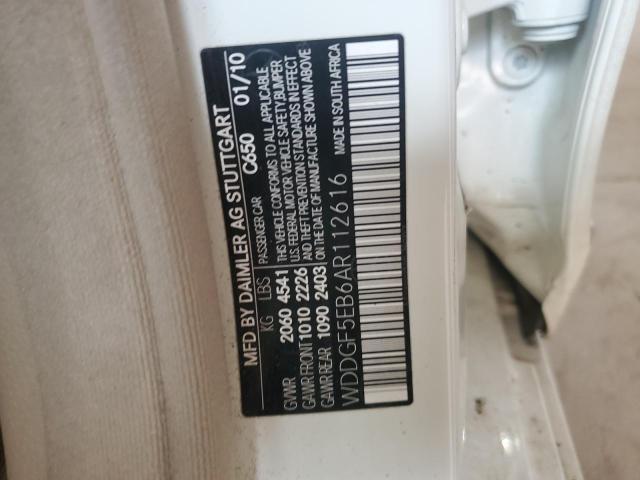 MFD BY DAIMLER AG STUTTGART
C650 01/10
KG LBS PASSENGER CAR
GVWR 2060 4541 THIS VEHICLE CONFORMS TO ALL APPLICABLE
GAWR FRONT 1010 2226 U.S. FEDERAL MOTOR VEHICLE SAFETY, BUMPER
GAWR REAR 1090 2403 AND THEFT PREVENTION STANDARDS IN EFFECT
ON THE DATE OF MANUFACTURE SHOWN ABOVE
WDDGF5EB6AR112616 MADE IN SOUTH AFRICA